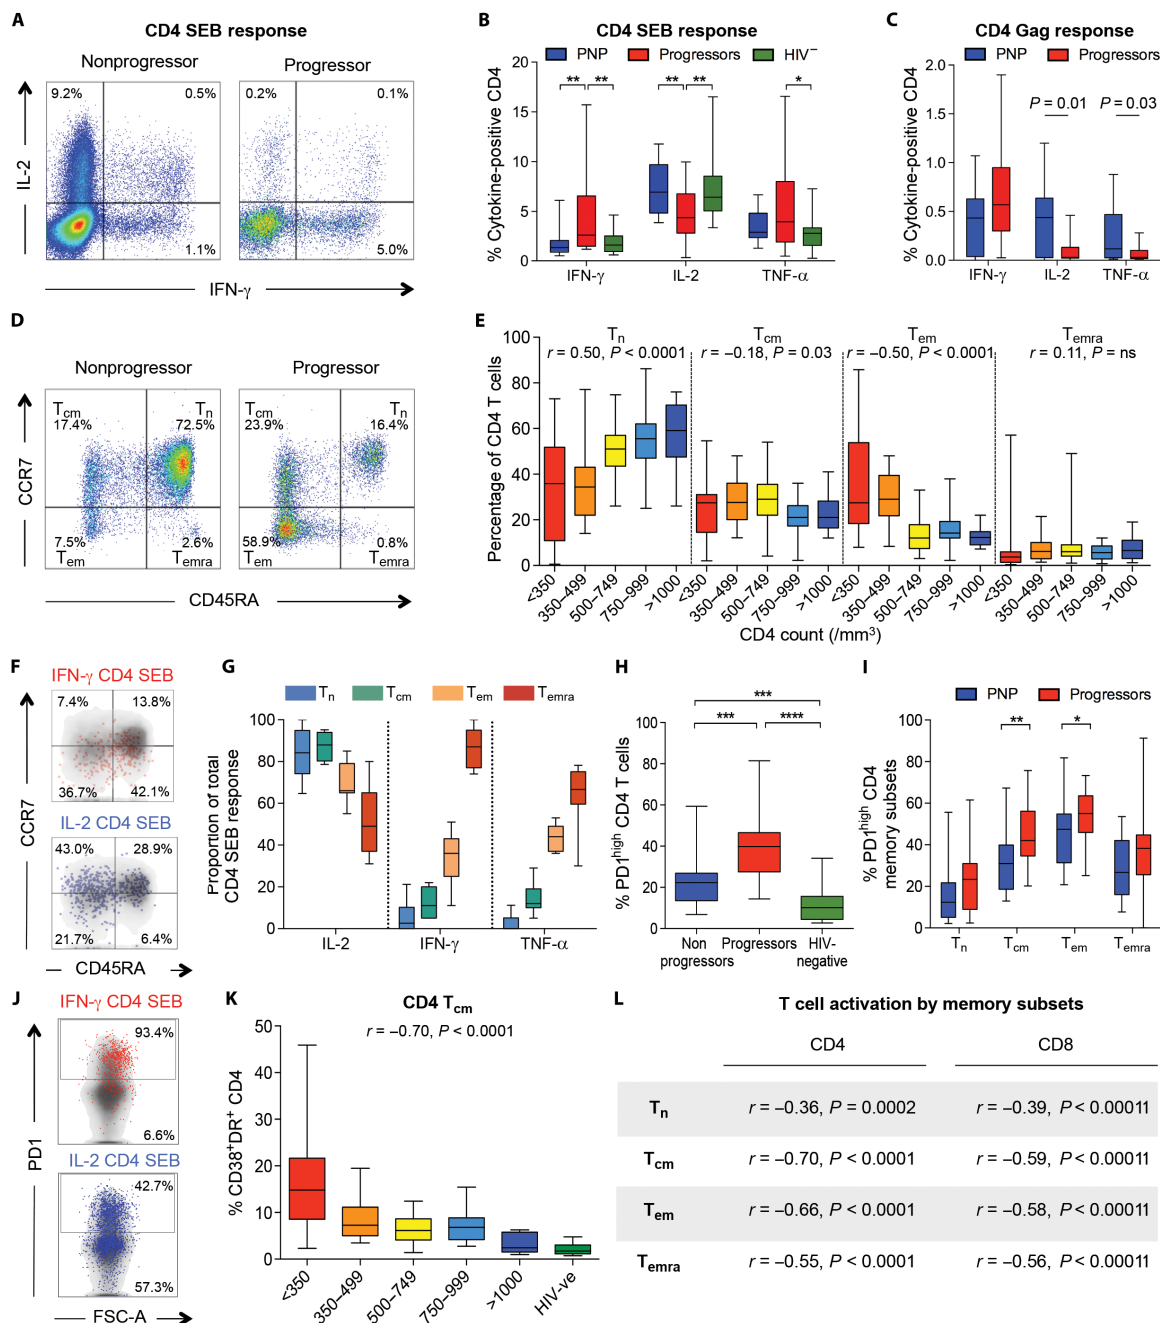 A
CD4 SEB response
Nonprogressor
Progressor
9.2%
0.5%
0.2%
0.1%
1.1%
5.0%
IL-2
IFN-γ
B
CD4 SEB response
PNP
Progressors
HIV⁻
% Cytokine-positive CD4
20
15
10
5
0
** **
** **
*
IFN-γ
IL-2
TNF-α
C
CD4 Gag response
PNP
Progressors
% Cytokine-positive CD4
2.0
1.5
1.0
0.5
0.0
P = 0.01
P = 0.03
IFN-γ
IL-2
TNF-α
D
Nonprogressor
Progressor
Tcm
17.4%
Tn
72.5%
7.5%
Tem
2.6%
Temra
Tcm
23.9%
Tn
16.4%
58.9%
Tem
0.8%
Temra
CCR7
CD45RA
E
Tn
Tcm
Tem
Temra
r = 0.50, P < 0.0001
r = –0.18, P = 0.03
r = –0.50, P < 0.0001
r = 0.11, P = ns
Percentage of CD4 T cells
100
80
60
40
20
0
<350
350–499
500–749
750–999
>1000
<350
350–499
500–749
750–999
>1000
<350
350–499
500–749
750–999
>1000
<350
350–499
500–749
750–999
>1000
CD4 count (/mm³)
F
IFN-γ CD4 SEB
7.4%
13.8%
36.7%
42.1%
IL-2 CD4 SEB
43.0%
28.9%
21.7%
6.4%
CCR7
CD45RA
G
Tn
Tcm
Tem
Temra
Proportion of total
CD4 SEB response
100
80
60
40
20
0
IL-2
IFN-γ
TNF-α
H
***
***
****
% PD1high CD4 T cells
100
80
60
40
20
0
Non
progressors
Progressors
HIV-
negative
I
PNP
Progressors
% PD1high CD4
memory subsets
100
80
60
40
20
0
**
*
Tn
Tcm
Tem
Temra
J
IFN-γ CD4 SEB
93.4%
6.6%
IL-2 CD4 SEB
42.7%
57.3%
PD1
FSC-A
K
CD4 Tcm
r = –0.70, P < 0.0001
% CD38⁺DR⁺ CD4
50
40
30
20
10
0
<350
350–499
500–749
750–999
>1000
HIV-ve
L
T cell activation by memory subsets
CD4
CD8
Tn
r = –0.36, P = 0.0002
r = –0.39, P < 0.00011
Tcm
r = –0.70, P < 0.0001
r = –0.59, P < 0.00011
Tem
r = –0.66, P < 0.0001
r = –0.58, P < 0.00011
Temra
r = –0.55, P < 0.0001
r = –0.56, P < 0.00011